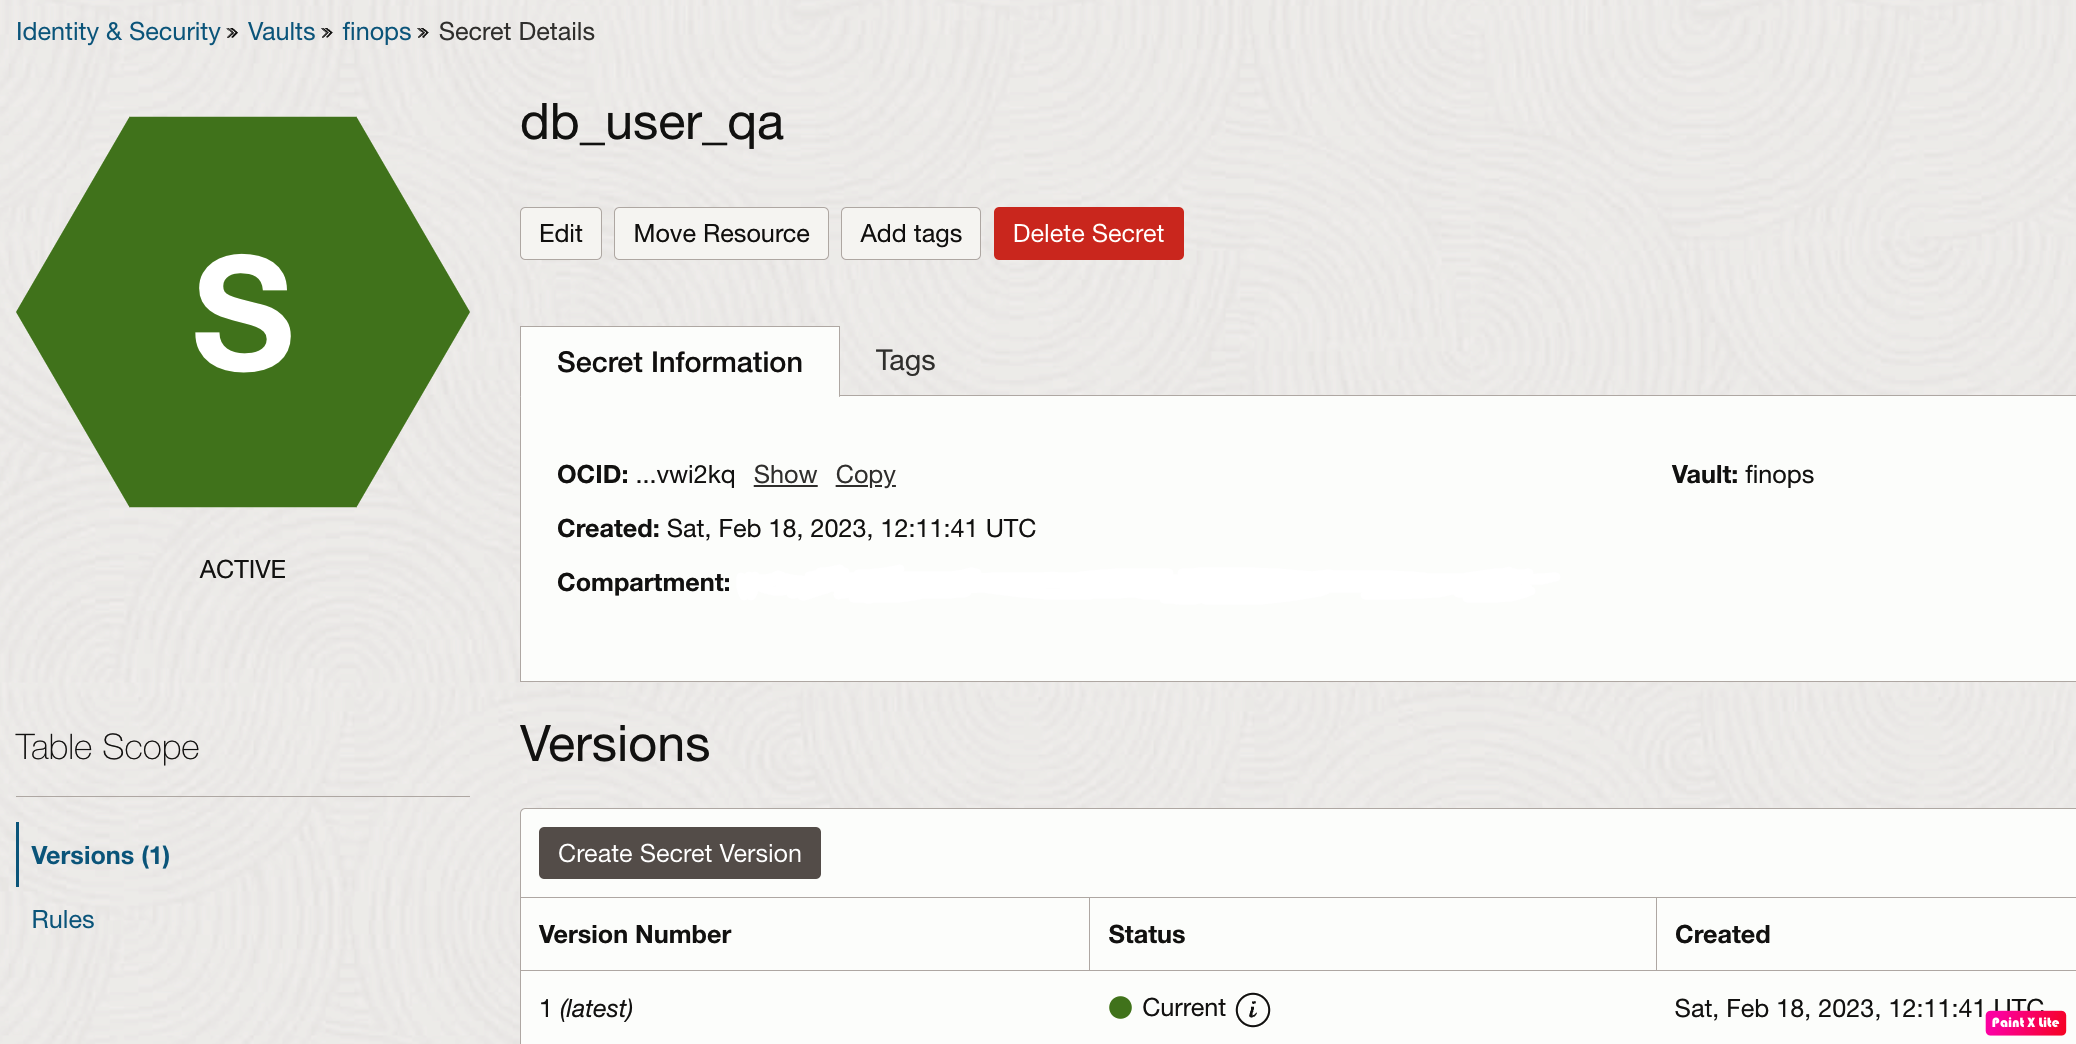 Identity & Security » Vaults » finops » Secret Details
S
ACTIVE
db_user_qa
Edit Move Resource Add tags Delete Secret
Secret Information Tags
OCID: ...vwi2kq Show Copy
Vault: finops
Created: Sat, Feb 18, 2023, 12:11:41 UTC
Compartment:
Table Scope
Versions (1)
Rules
Versions
Create Secret Version
Version Number Status Created
1 (latest) Current i Sat, Feb 18, 2023, 12:11:41 UTC
Paint X Lite